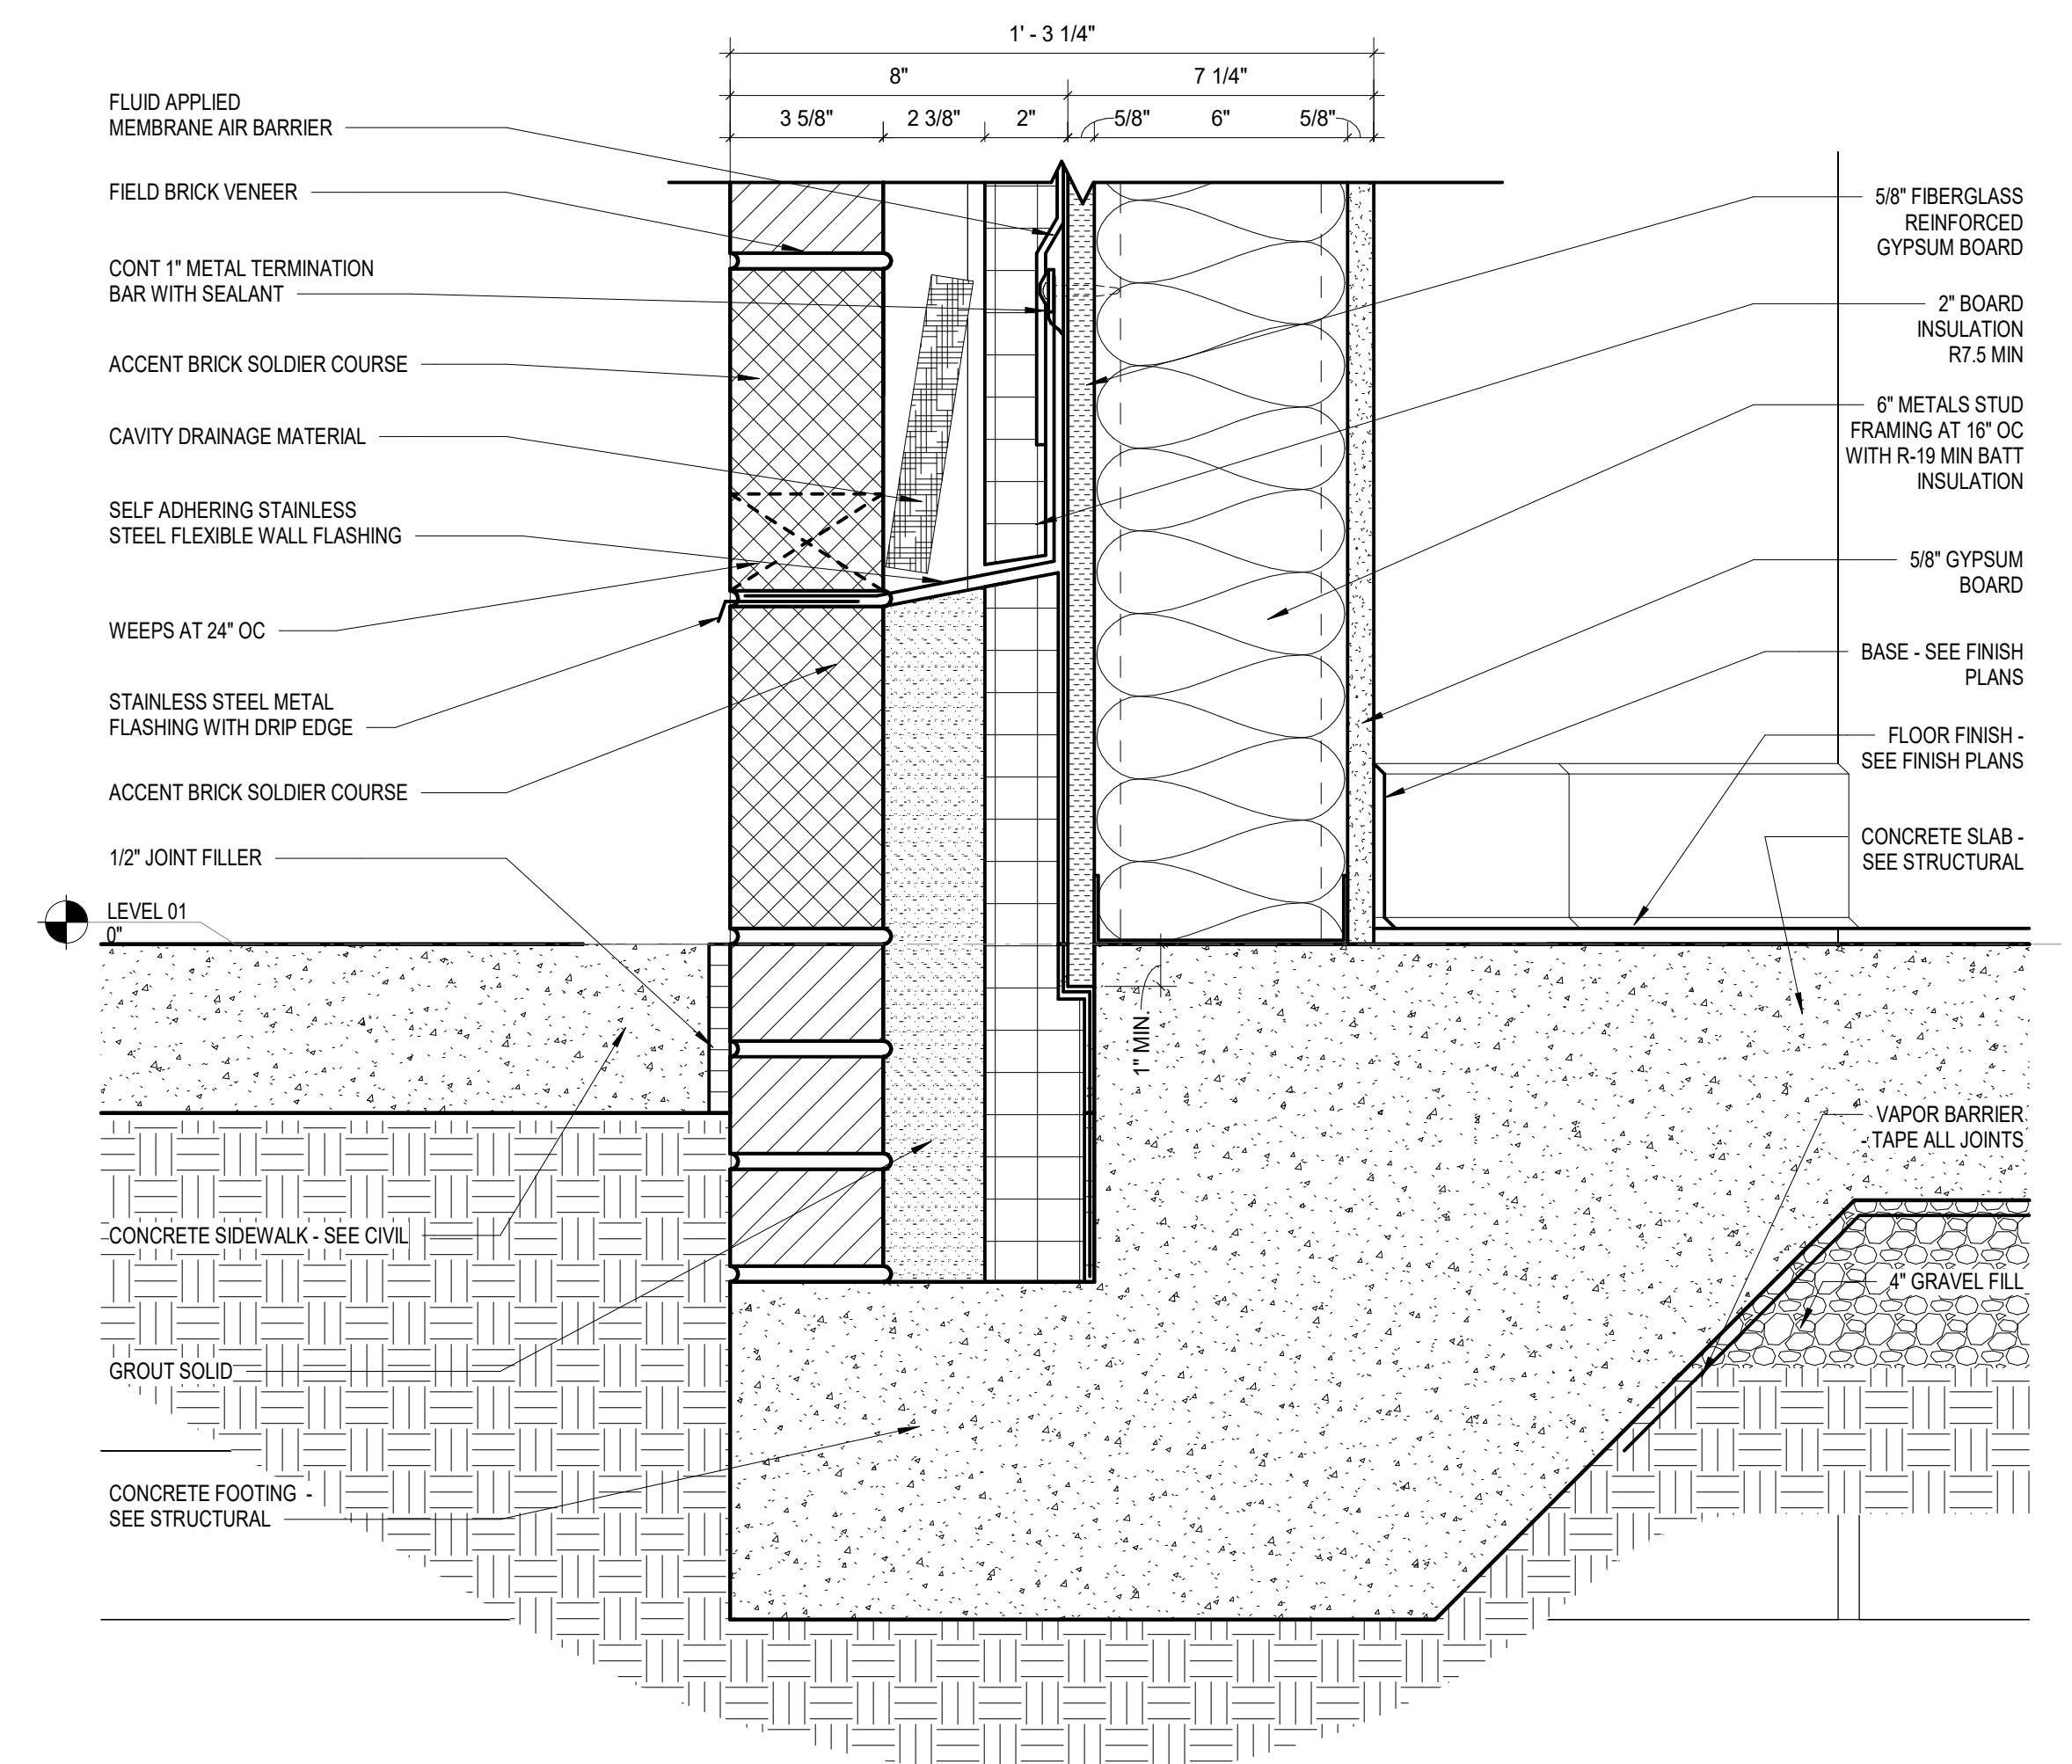 1' - 3 1/4"
8"
7 1/4"
3 5/8"
2 3/8"
2"
5/8"
6"
5/8"
FLUID APPLIED
MEMBRANE AIR BARRIER
FIELD BRICK VENEER
CONT 1" METAL TERMINATION
BAR WITH SEALANT
ACCENT BRICK SOLDIER COURSE
CAVITY DRAINAGE MATERIAL
SELF ADHERING STAINLESS
STEEL FLEXIBLE WALL FLASHING
WEEPS AT 24" OC
STAINLESS STEEL METAL
FLASHING WITH DRIP EDGE
ACCENT BRICK SOLDIER COURSE
1/2" JOINT FILLER
LEVEL 01
0"
CONCRETE SIDEWALK - SEE CIVIL
GROUT SOLID
CONCRETE FOOTING -
SEE STRUCTURAL
1" MIN.
5/8" FIBERGLASS
REINFORCED
GYPSUM BOARD
2" BOARD
INSULATION
R7.5 MIN
6" METALS STUD
FRAMING AT 16" OC
WITH R-19 MIN BATT
INSULATION
5/8" GYPSUM
BOARD
BASE - SEE FINISH
PLANS
FLOOR FINISH -
SEE FINISH PLANS
CONCRETE SLAB -
SEE STRUCTURAL
VAPOR BARRIER
- TAPE ALL JOINTS
4" GRAVEL FILL